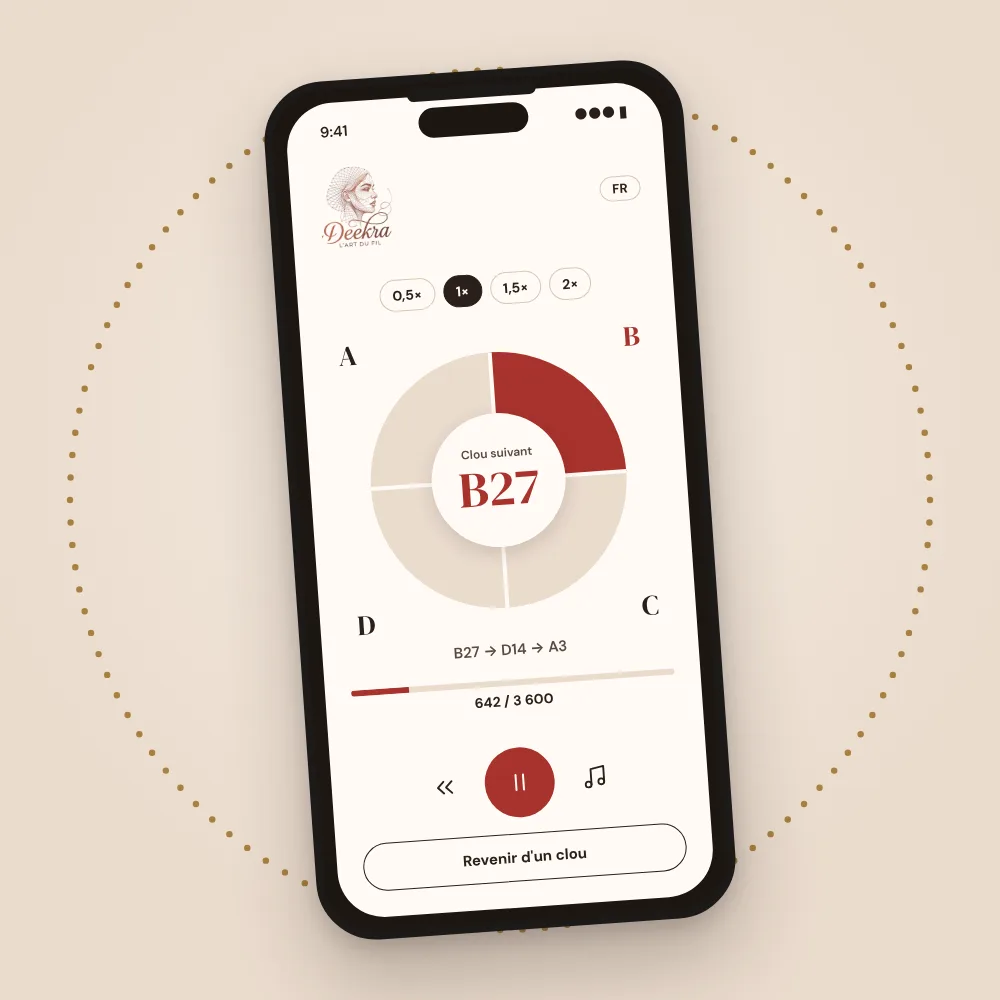 9:41
Deekra
L'ART DU FIL
FR
0,5×
1×
1,5×
2×
A
B
Clou suivant
B27
D
C
B27 → D14 → A3
642 / 3 600
Revenir d'un clou